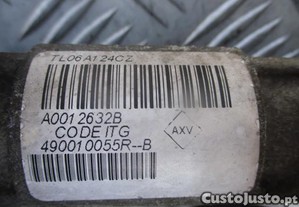 TL06A124CZ
A0012632B
CODE ITG
AXV
490010055R--B
CustoJusto.pt